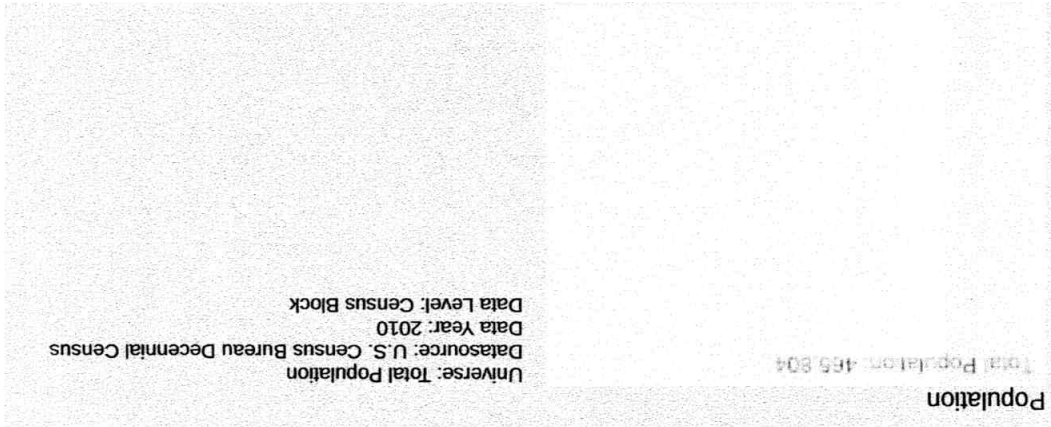 Population
Total Population: 465,804
Universe: Total Population
Datasource: U.S. Census Bureau Decennial Census
Data Year: 2010
Data Level: Census Block